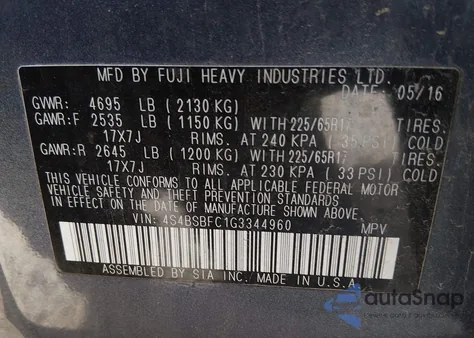 MFD BY FUJI HEAVY INDUSTRIES LTD.
DATE: 05/16
GVWR: 4695 LB (2130 KG)
GAWR:F 2535 LB (1150 KG) WITH 225/65R17
17X7J RIMS. AT 240 KPA (35 PSI) COLD
GAWR:R 2645 LB (1200 KG) WITH 225/65R17
17X7J RIMS. AT 230 KPA (33 PSI) COLD
THIS VEHICLE CONFORMS TO ALL APPLICABLE FEDERAL MOTOR
VEHICLE SAFETY AND BUMPER STANDARDS
IN EFFECT ON THE DATE OF MANUFACTURE SHOWN ABOVE.
VIN: 4S4BSBFC1G3344960 MPV
ASSEMBLED BY SIA INC. MADE IN U.S.A
autoSnap